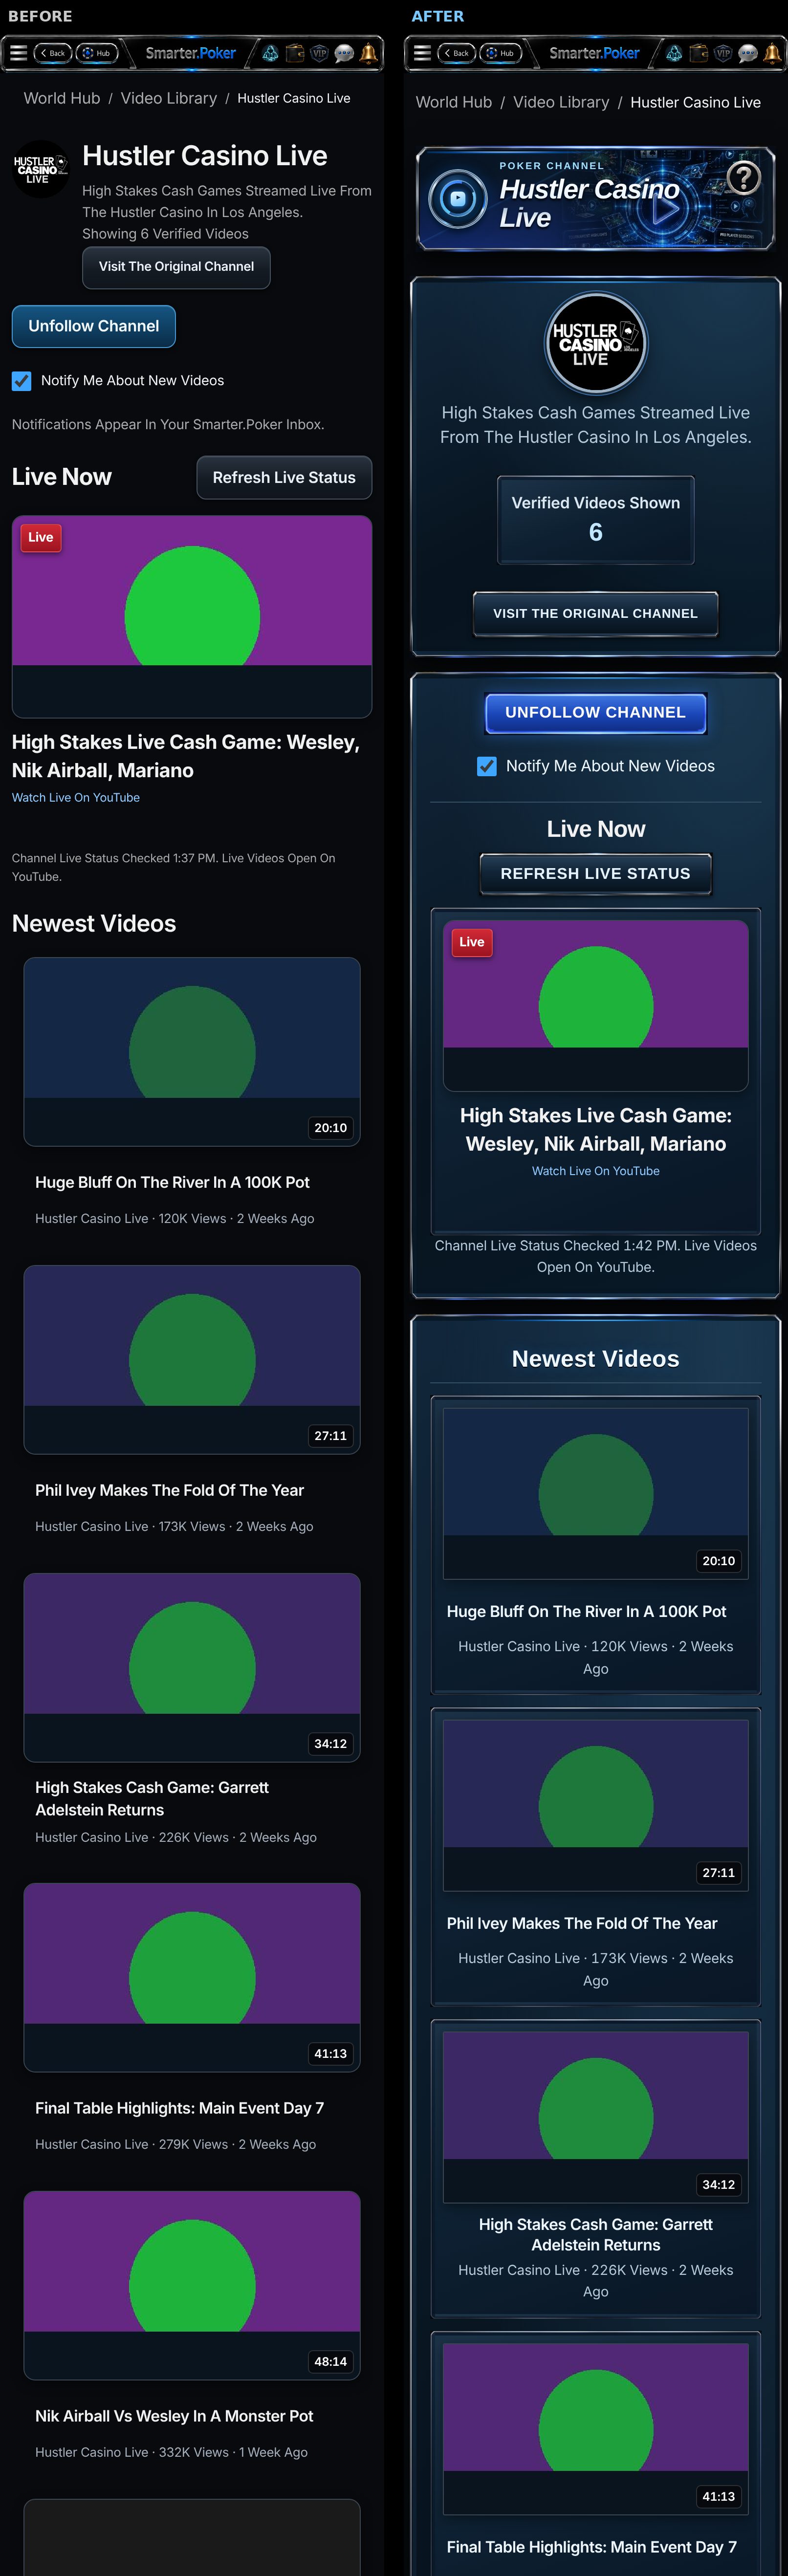 BEFORE
Back
Hub
Smarter.Poker
VIP
World Hub / Video Library / Hustler Casino Live
HUSTLER
CASINO
LIVE
Hustler Casino Live
High Stakes Cash Games Streamed Live From
The Hustler Casino In Los Angeles.
Showing 6 Verified Videos
Visit The Original Channel
Unfollow Channel
Notify Me About New Videos
Notifications Appear In Your Smarter.Poker Inbox.
Live Now
Refresh Live Status
Live
High Stakes Live Cash Game: Wesley,
Nik Airball, Mariano
Watch Live On YouTube
Channel Live Status Checked 1:37 PM. Live Videos Open On
YouTube.
Newest Videos
20:10
Huge Bluff On The River In A 100K Pot
Hustler Casino Live · 120K Views · 2 Weeks Ago
27:11
Phil Ivey Makes The Fold Of The Year
Hustler Casino Live · 173K Views · 2 Weeks Ago
34:12
High Stakes Cash Game: Garrett
Adelstein Returns
Hustler Casino Live · 226K Views · 2 Weeks Ago
41:13
Final Table Highlights: Main Event Day 7
Hustler Casino Live · 279K Views · 2 Weeks Ago
48:14
Nik Airball Vs Wesley In A Monster Pot
Hustler Casino Live · 332K Views · 1 Week Ago
AFTER
Back
Hub
Smarter.Poker
VIP
World Hub / Video Library / Hustler Casino Live
POKER CHANNEL
Hustler Casino
Live
?
HUSTLER
CASINO
LIVE
High Stakes Cash Games Streamed Live
From The Hustler Casino In Los Angeles.
Verified Videos Shown
6
VISIT THE ORIGINAL CHANNEL
UNFOLLOW CHANNEL
Notify Me About New Videos
Live Now
REFRESH LIVE STATUS
Live
High Stakes Live Cash Game:
Wesley, Nik Airball, Mariano
Watch Live On YouTube
Channel Live Status Checked 1:42 PM. Live Videos
Open On YouTube.
Newest Videos
20:10
Huge Bluff On The River In A 100K Pot
Hustler Casino Live · 120K Views · 2 Weeks
Ago
27:11
Phil Ivey Makes The Fold Of The Year
Hustler Casino Live · 173K Views · 2 Weeks
Ago
34:12
High Stakes Cash Game: Garrett
Adelstein Returns
Hustler Casino Live · 226K Views · 2 Weeks
Ago
41:13
Final Table Highlights: Main Event Day 7